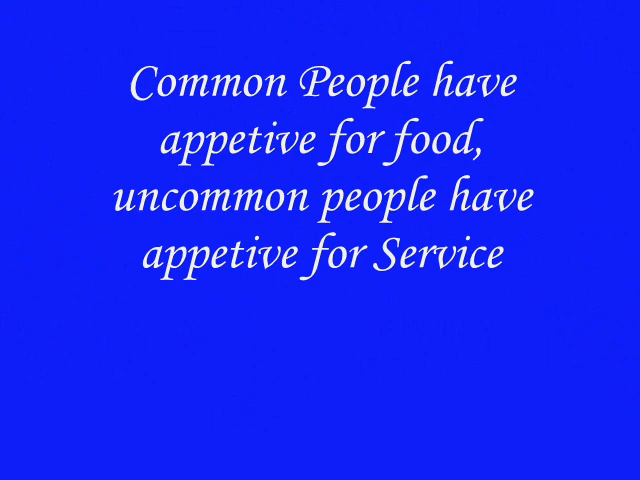 Common People have
appetive for food,
uncommon people have
appetive for Service